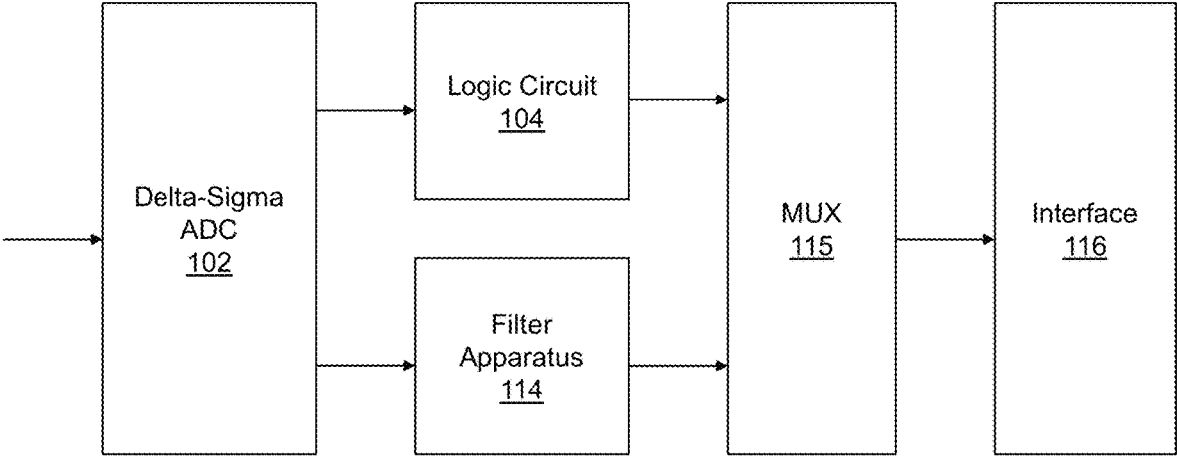 Delta-Sigma
ADC
102
Logic Circuit
104
Filter
Apparatus
114
MUX
115
Interface
116